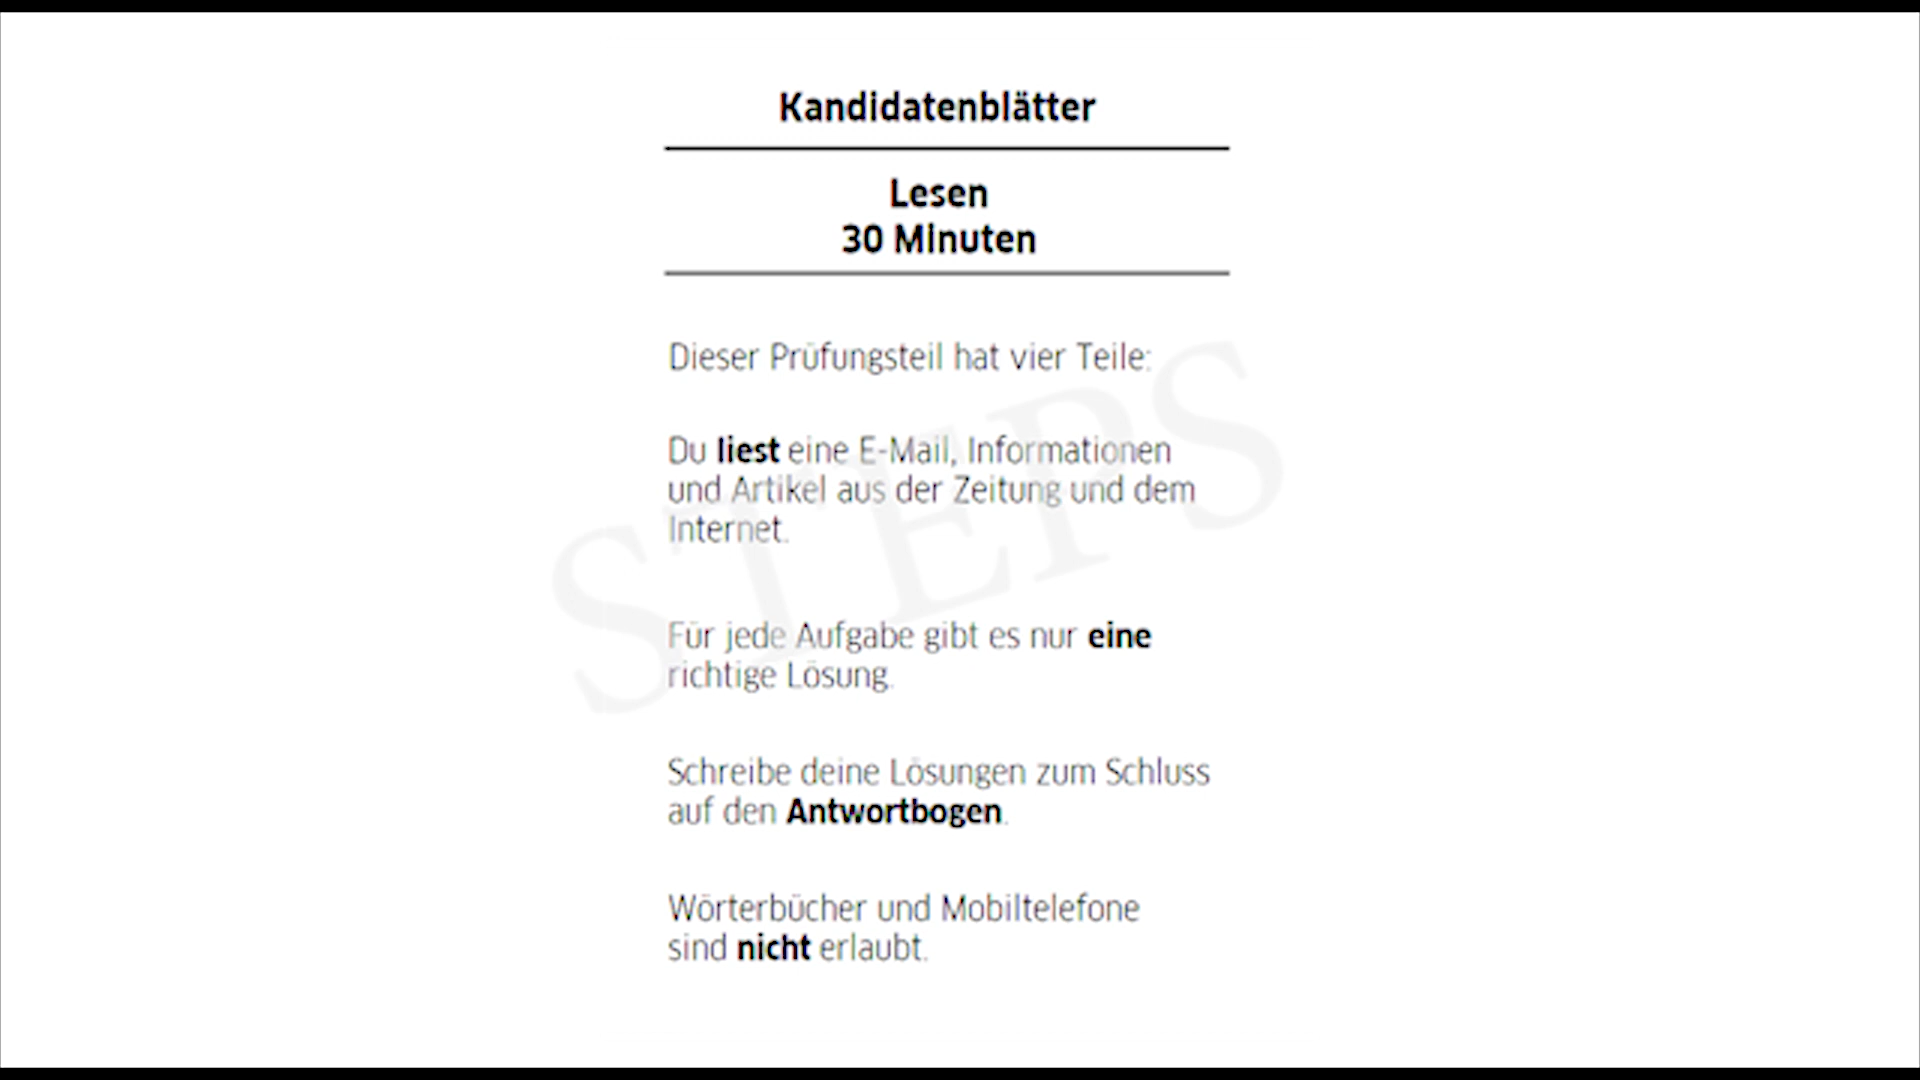 Kandidatenblätter
Lesen
30 Minuten
Dieser Prüfungsteil hat vier Teile:
Du liest eine E-Mail, Informationen
und Artikel aus der Zeitung und dem
Internet.
Für jede Aufgabe gibt es nur eine
richtige Lösung.
Schreibe deine Lösungen zum Schluss
auf den Antwortbogen.
Wörterbücher und Mobiltelefone
sind nicht erlaubt.
STEPS